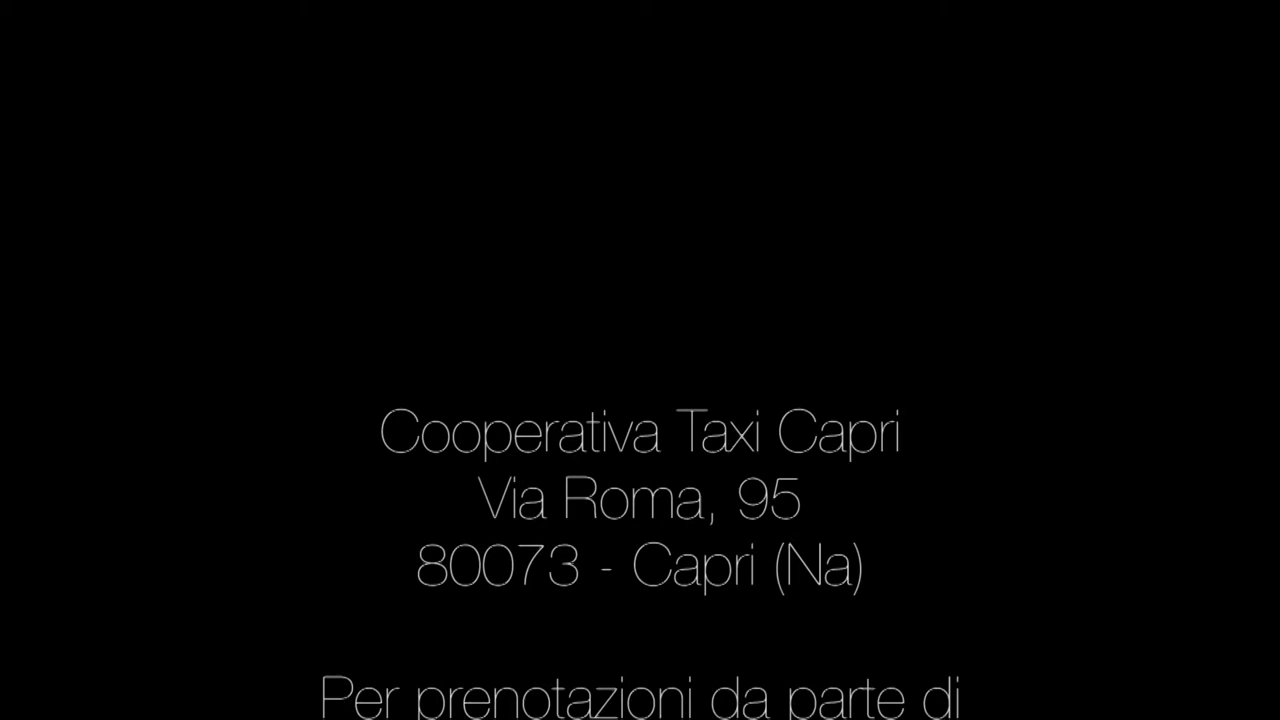 Cooperativa Taxi Capri
Via Roma, 95
80073 - Capri (Na)
Per prenotazioni da parte di